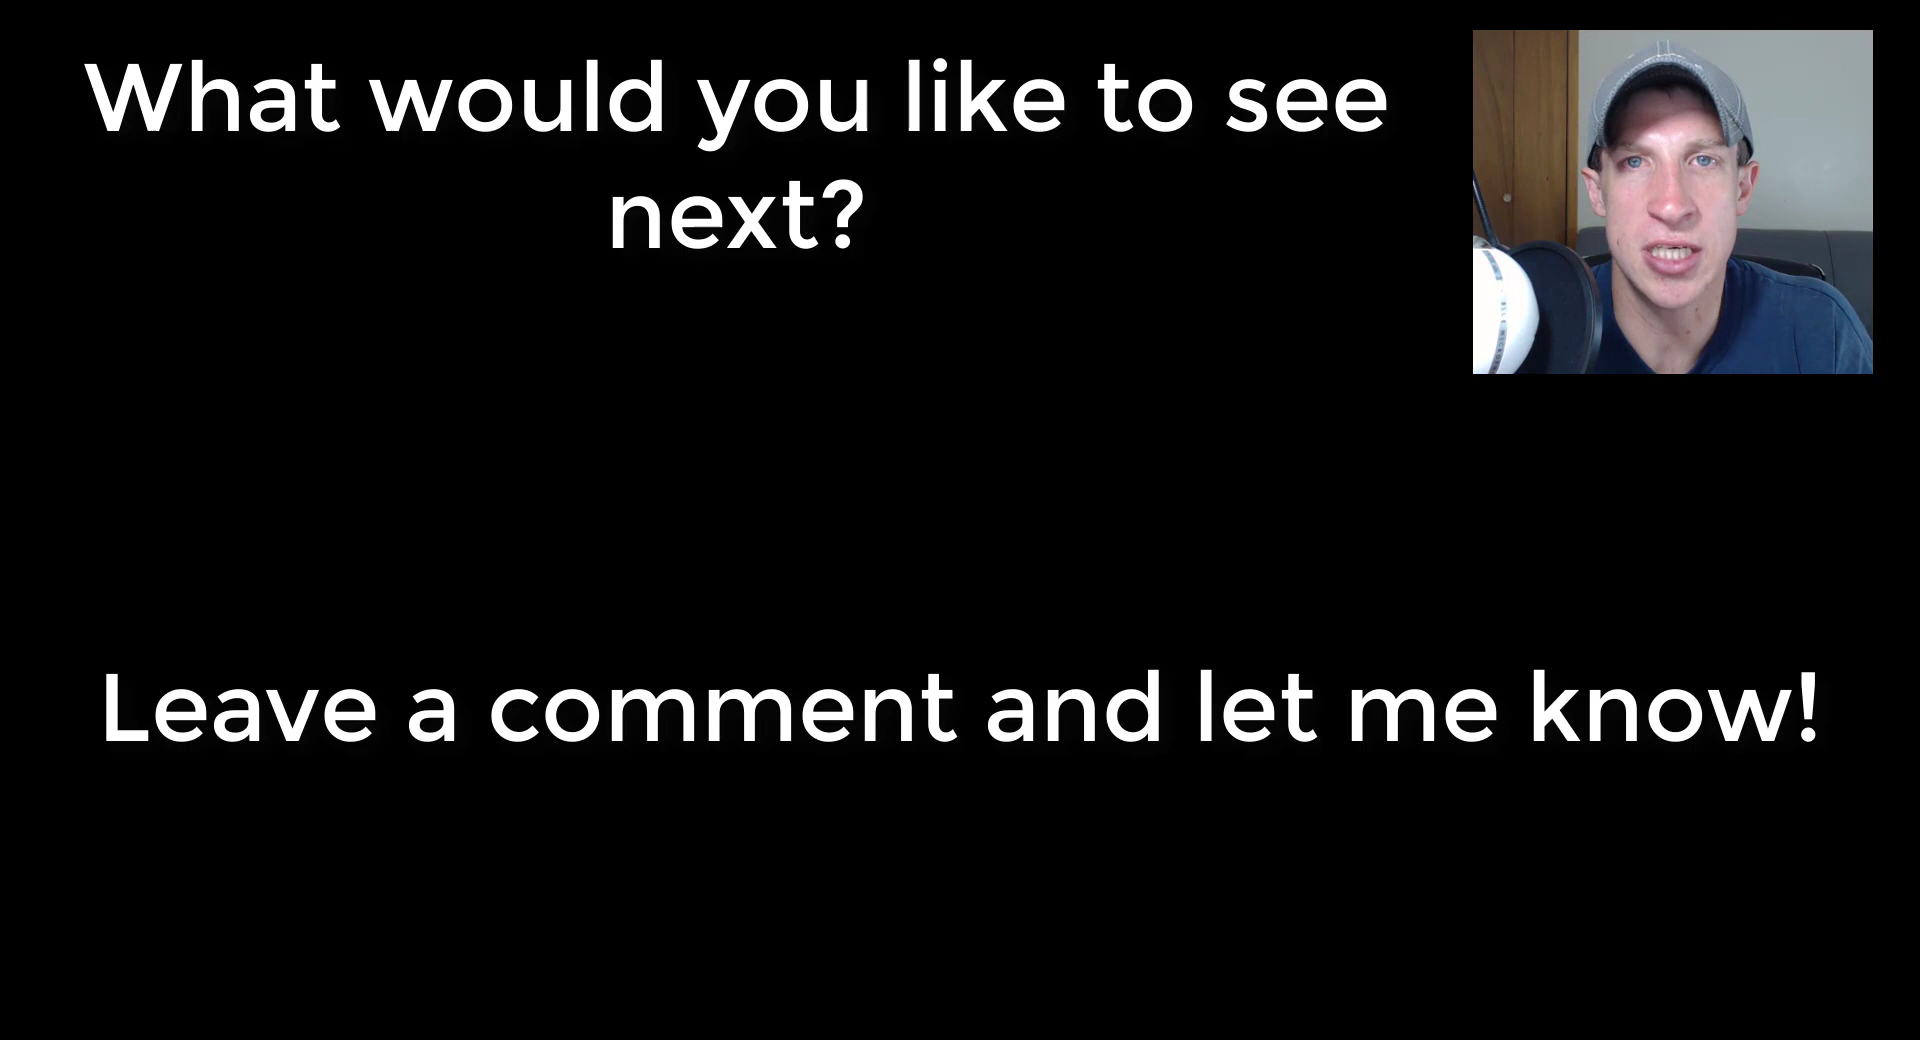 What would you like to see
next?
Leave a comment and let me know!